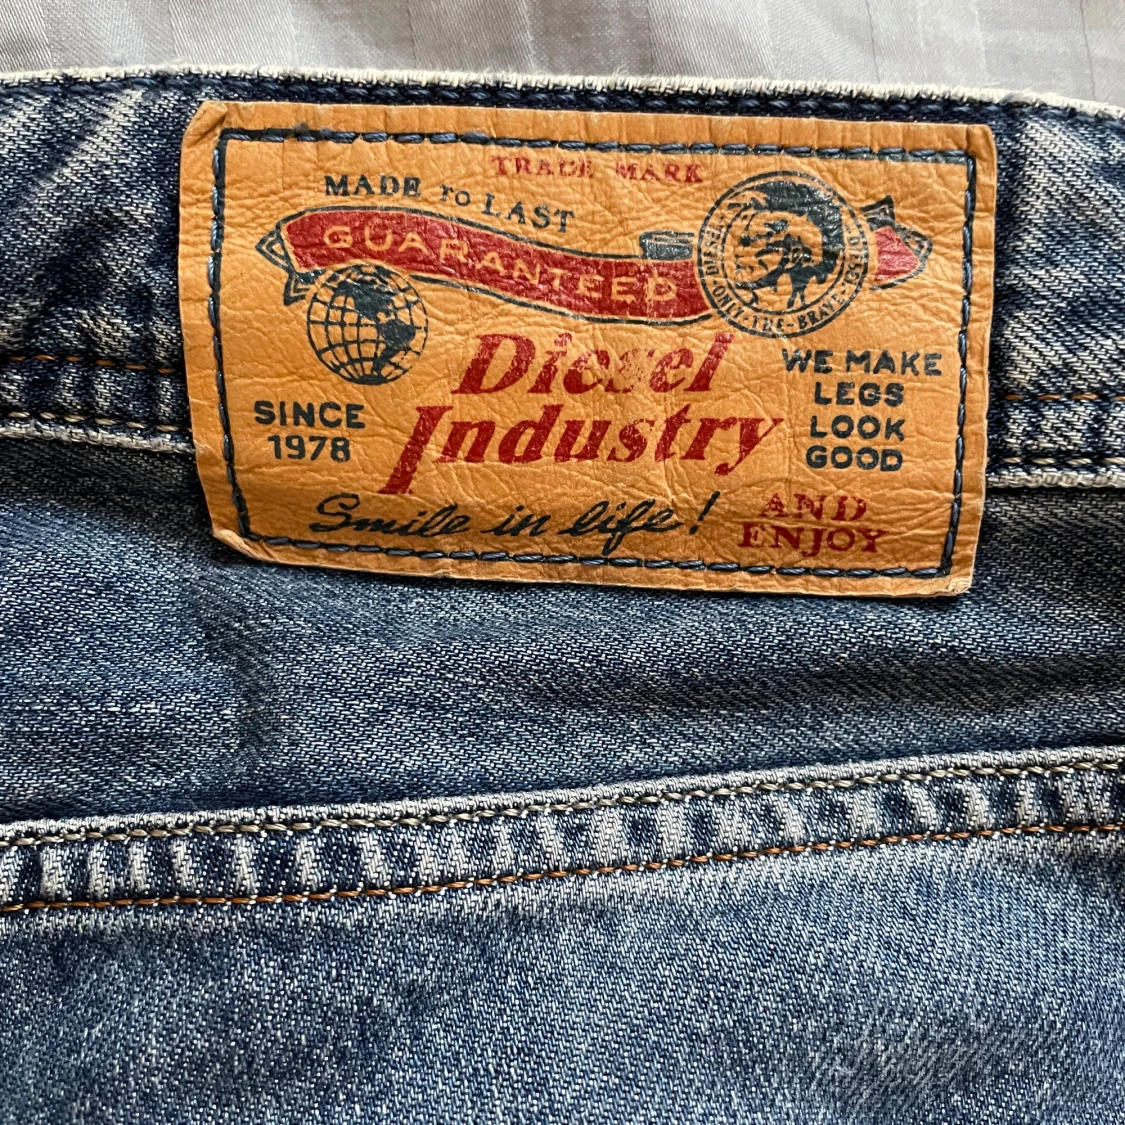 TRADE MARK
MADE TO LAST
GUARANTEED
DIESEL
ONLY-THE-BRAVE
Diesel
Industry
SINCE
1978
WE MAKE
LEGS
LOOK
GOOD
Smile in life!
AND
ENJOY